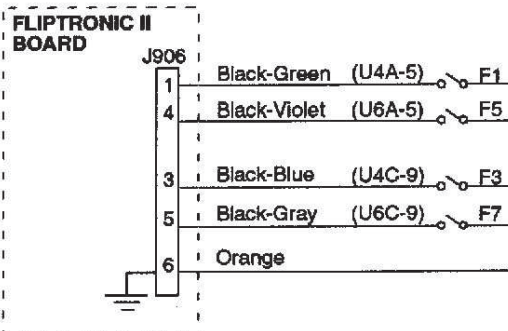 FLIPTRONIC II
BOARD
J906
1 Black-Green (U4A-5) F1
4 Black-Violet (U6A-5) F5
3 Black-Blue (U4C-9) F3
5 Black-Gray (U6C-9) F7
6 Orange